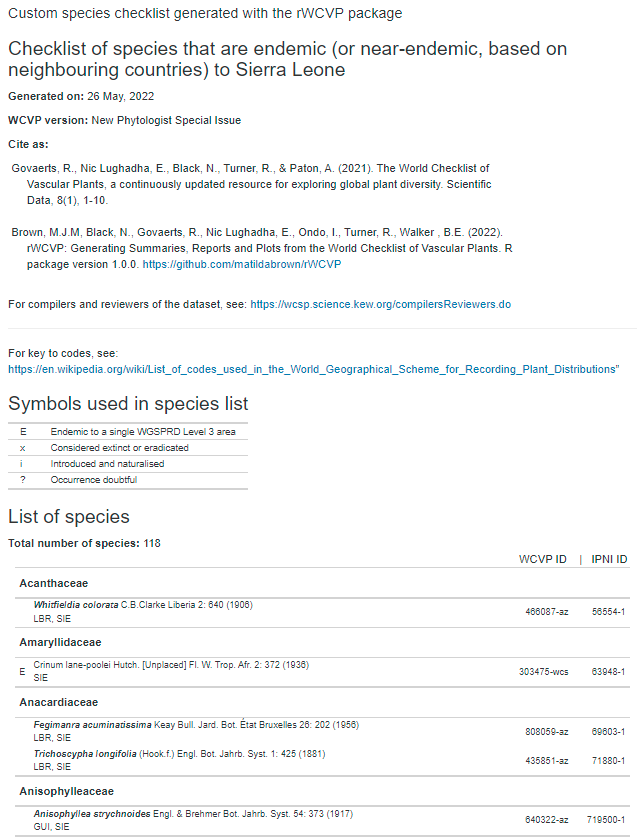 Custom species checklist generated with the rWCVP package
Checklist of species that are endemic (or near-endemic, based on
neighbouring countries) to Sierra Leone
Generated on: 26 May, 2022
WCVP version: New Phytologist Special Issue
Cite as:
Govaerts, R., Nic Lughadha, E., Black, N., Turner, R., & Paton, A. (2021). The World Checklist of
Vascular Plants, a continuously updated resource for exploring global plant diversity. Scientific
Data, 8(1), 1-10.
Brown, M.J.M, Black, N., Govaerts, R., Nic Lughadha, E., Ondo, I., Turner, R., Walker , B.E. (2022).
rWCVP: Generating Summaries, Reports and Plots from the World Checklist of Vascular Plants. R
package version 1.0.0. https://github.com/matildabrown/rWCVP
For compilers and reviewers of the dataset, see: https://wcsp.science.kew.org/compilersReviewers.do
For key to codes, see:
https://en.wikipedia.org/wiki/List_of_codes_used_in_the_World_Geographical_Scheme_for_Recording_Plant_Distributions"
Symbols used in species list
E Endemic to a single WGSPRD Level 3 area
x Considered extinct or eradicated
i Introduced and naturalised
? Occurrence doubtful
List of species
Total number of species: 118
WCVP ID | IPNI ID
Acanthaceae
Whitfieldia colorata C.B.Clarke Liberia 2: 640 (1906)
LBR, SIE
466087-az 56554-1
Amaryllidaceae
E Crinum lane-poolei Hutch. [Unplaced] Fl. W. Trop. Afr. 2: 372 (1936)
SIE
303475-wcs 63948-1
Anacardiaceae
Fegimanra acuminatissima Keay Bull. Jard. Bot. État Bruxelles 26: 202 (1956)
LBR, SIE
808059-az 69603-1
Trichoscypha longifolia (Hook.f.) Engl. Bot. Jahrb. Syst. 1: 425 (1881)
LBR, SIE
435851-az 71880-1
Anisophylleaceae
Anisophyllea strychnoides Engl. & Brehmer Bot. Jahrb. Syst. 54: 373 (1917)
GUI, SIE
640322-az 719500-1